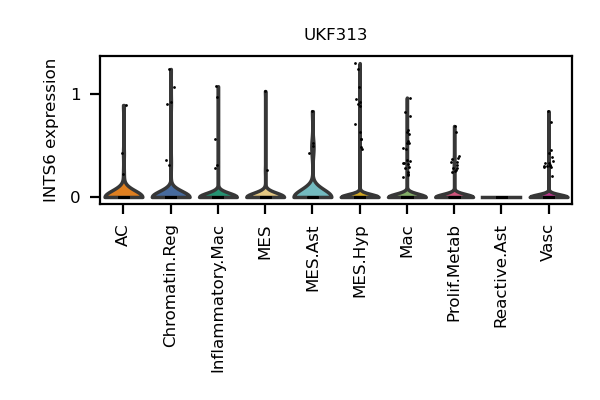 UKF313
INTS6 expression
1
0
AC
Chromatin.Reg
Inflammatory.Mac
MES
MES.Ast
MES.Hyp
Mac
Prolif.Metab
Reactive.Ast
Vasc